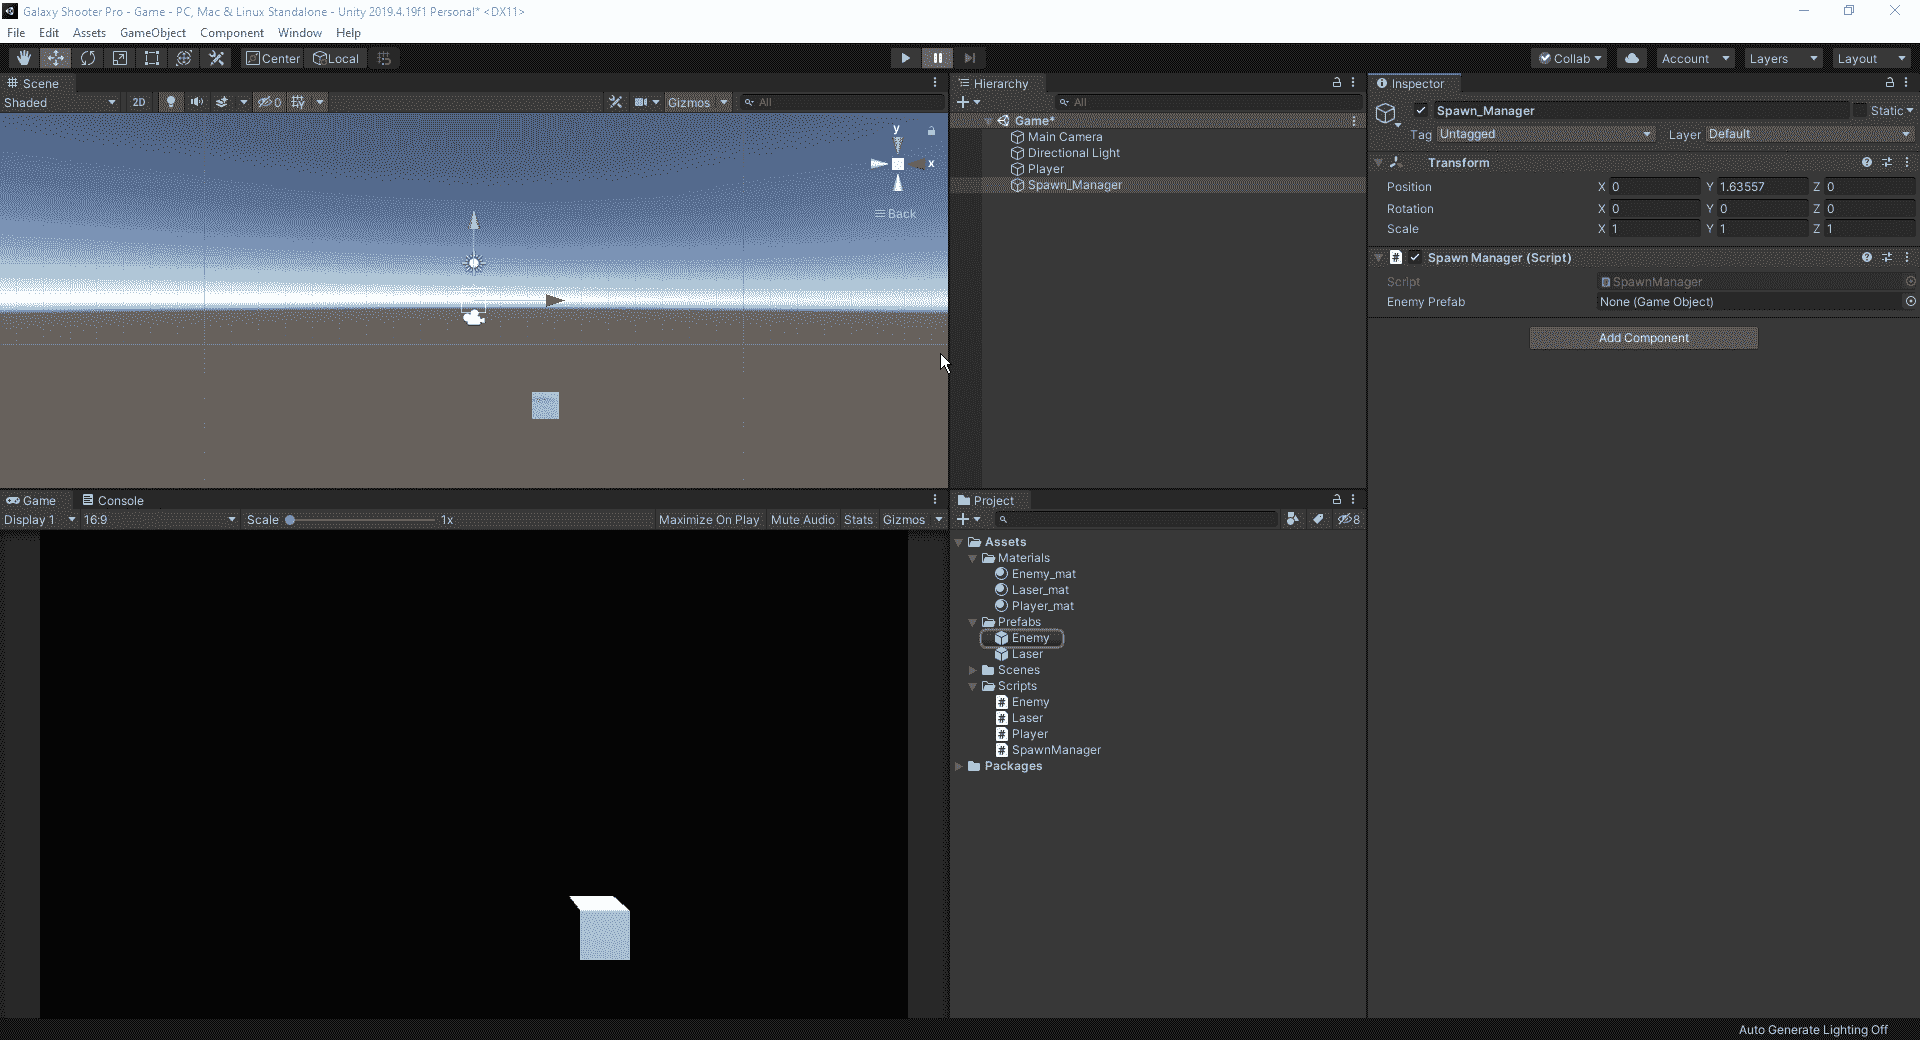 Galaxy Shooter Pro - Game - PC, Mac & Linux Standalone - Unity 2019.4.19f1 Personal* <DX11>
File Edit Assets GameObject Component Window Help
Center Local Collab Account Layers Layout
Scene
Shaded 2D 0 Gizmos All
y
x
Back
Hierarchy
All
Game*
Main Camera
Directional Light
Player
Spawn_Manager
Inspector
Spawn_Manager Static
Tag Untagged Layer Default
Transform
Position X 0 Y 1.63557 Z 0
Rotation X 0 Y 0 Z 0
Scale X 1 Y 1 Z 1
# Spawn Manager (Script)
Script SpawnManager
Enemy Prefab None (Game Object)
Add Component
Game Console
Display 1 16:9 Scale 1x Maximize On Play Mute Audio Stats Gizmos
Project
8
Assets
Materials
Enemy_mat
Laser_mat
Player_mat
Prefabs
Enemy
Laser
Scenes
Scripts
# Enemy
# Laser
# Player
# SpawnManager
Packages
Auto Generate Lighting Off